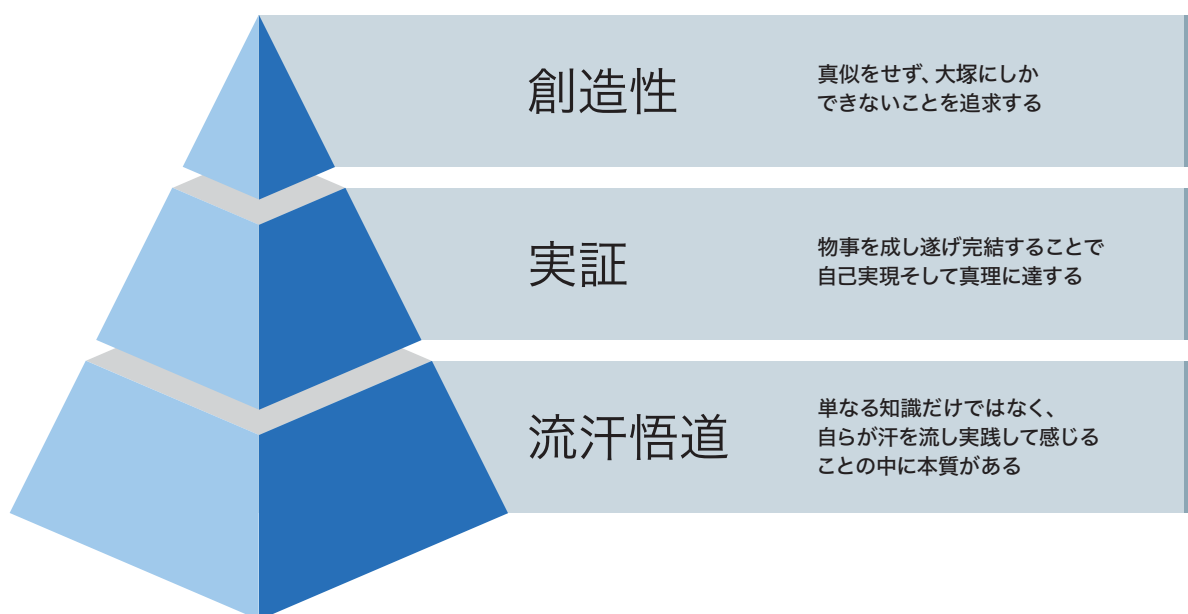 創造性
真似をせず、大塚にしか
できないことを追求する
実証
物事を成し遂げ完結することで
自己実現そして真理に達する
流汗悟道
単なる知識だけではなく、
自らが汗を流し実践して感じる
ことの中に本質がある